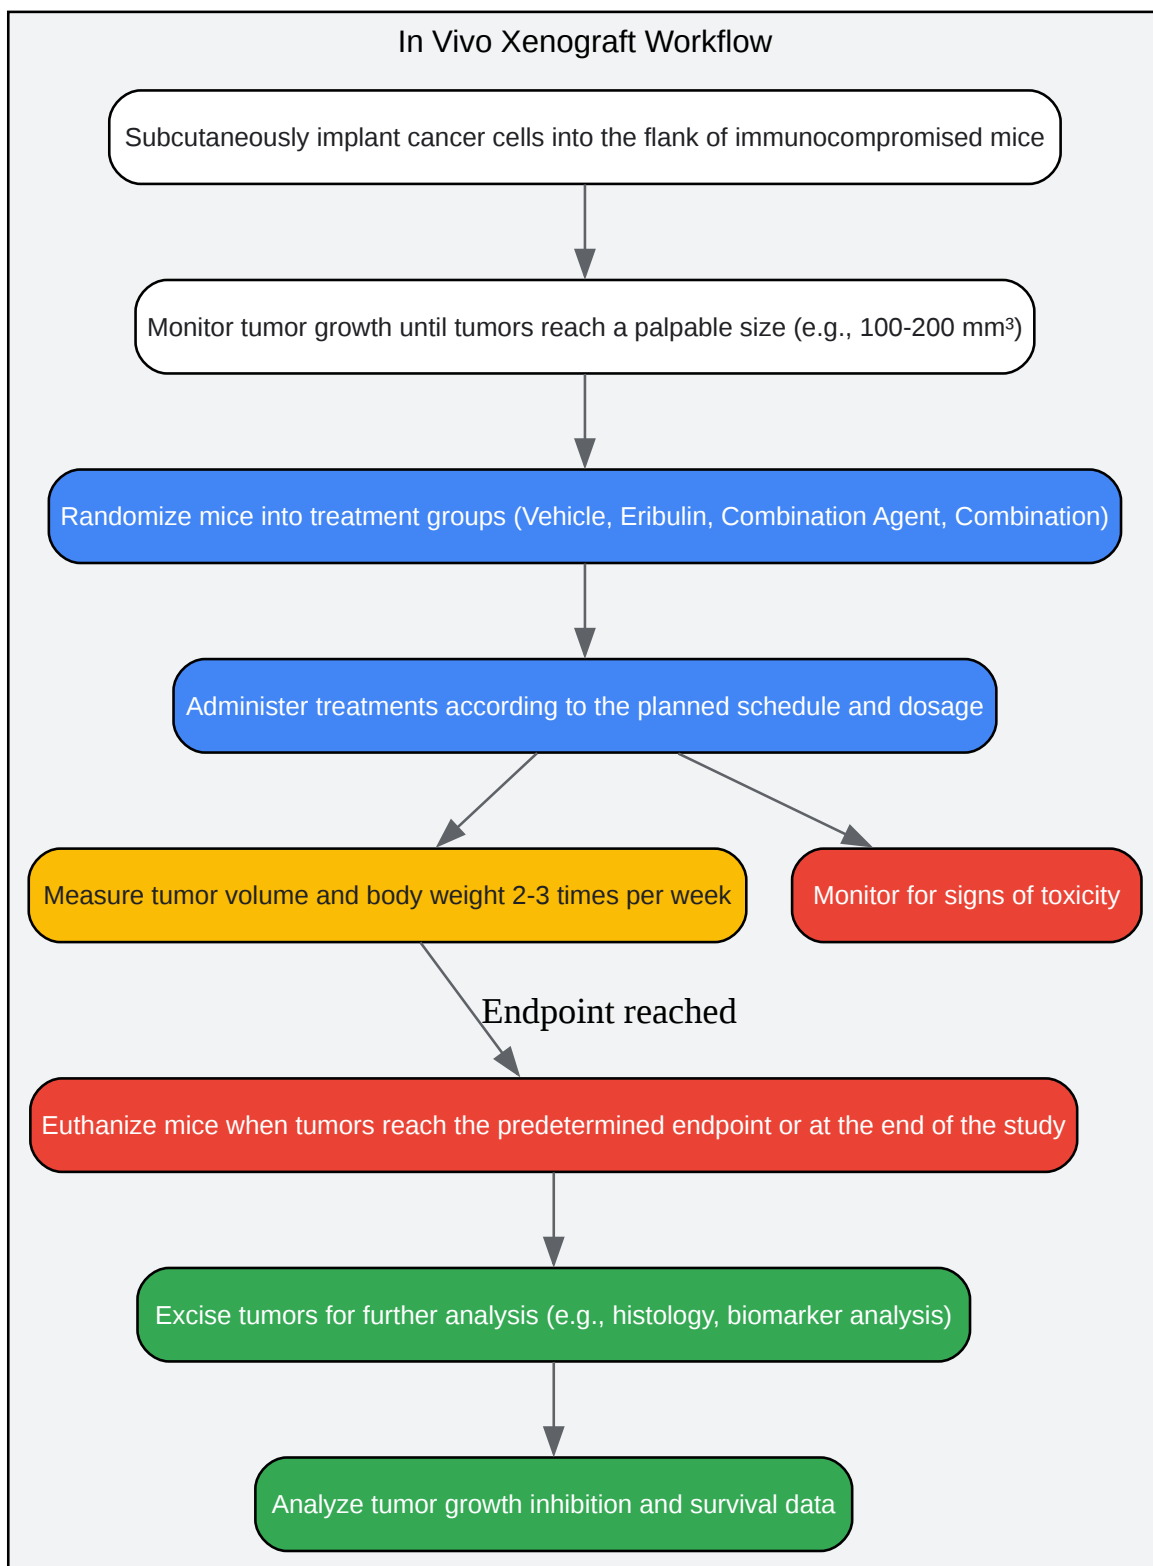 In Vivo Xenograft Workflow
Subcutaneously implant cancer cells into the flank of immunocompromised mice
Monitor tumor growth until tumors reach a palpable size (e.g., 100-200 mm³)
Randomize mice into treatment groups (Vehicle, Eribulin, Combination Agent, Combination)
Administer treatments according to the planned schedule and dosage
Measure tumor volume and body weight 2-3 times per week
Monitor for signs of toxicity
Endpoint reached
Euthanize mice when tumors reach the predetermined endpoint or at the end of the study
Excise tumors for further analysis (e.g., histology, biomarker analysis)
Analyze tumor growth inhibition and survival data